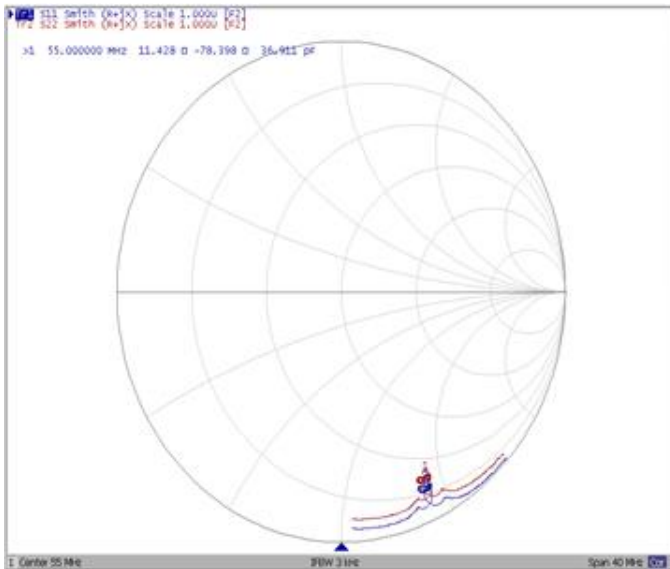 Tr1 S11 Smith (R+jX) Scale 1.000U [F2]
Tr2 S22 Smith (R+jX) Scale 1.000U [F2]
>1 55.000000 MHz 11.428 Ω -78.398 Ω 36.911 pF
1 Center 55 MHz IFBW 3 kHz Span 40 MHz Cor